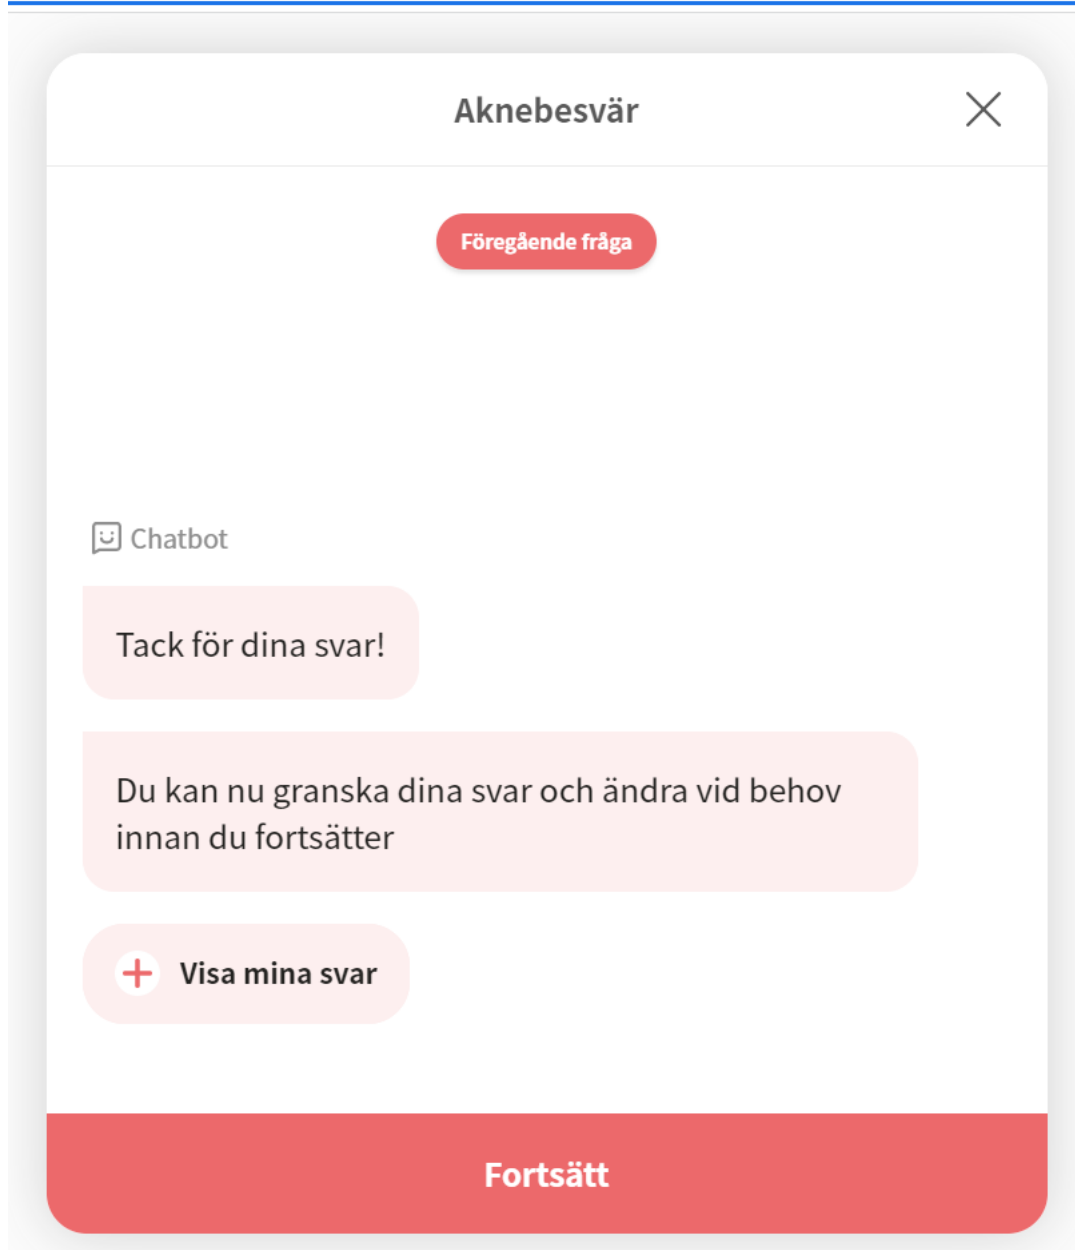 Aknebesvär
Föregående fråga
Chatbot
Tack för dina svar!
Du kan nu granska dina svar och ändra vid behov
innan du fortsätter
Visa mina svar
Fortsätt